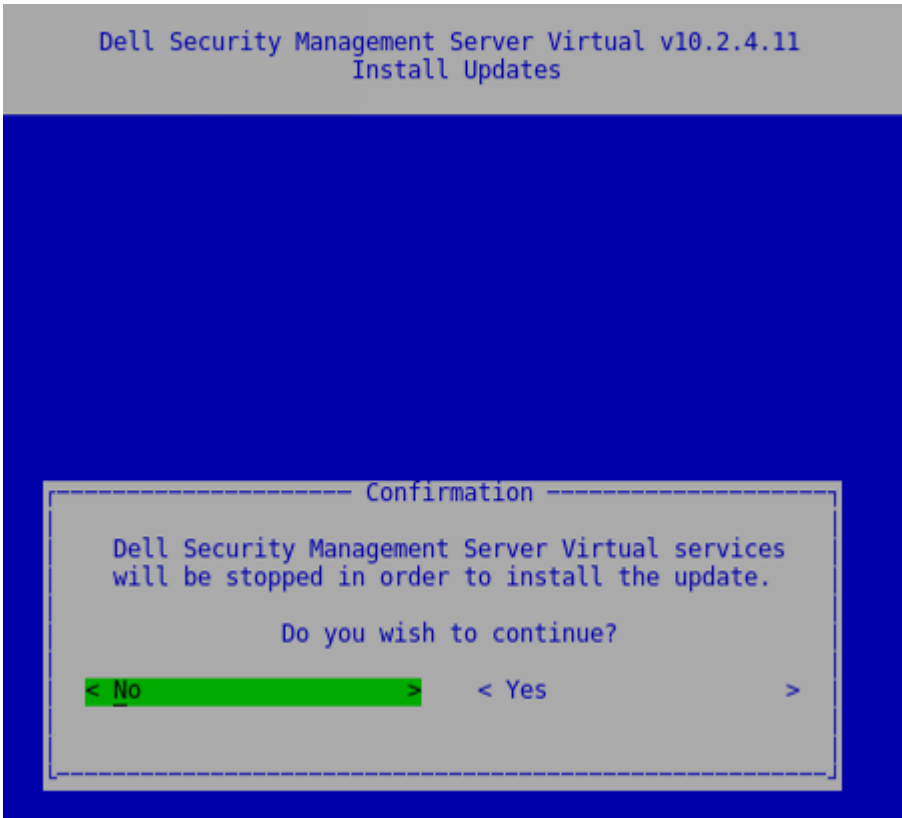 Dell Security Management Server Virtual v10.2.4.11
Install Updates
Confirmation
Dell Security Management Server Virtual services
will be stopped in order to install the update.
Do you wish to continue?
< No > < Yes >